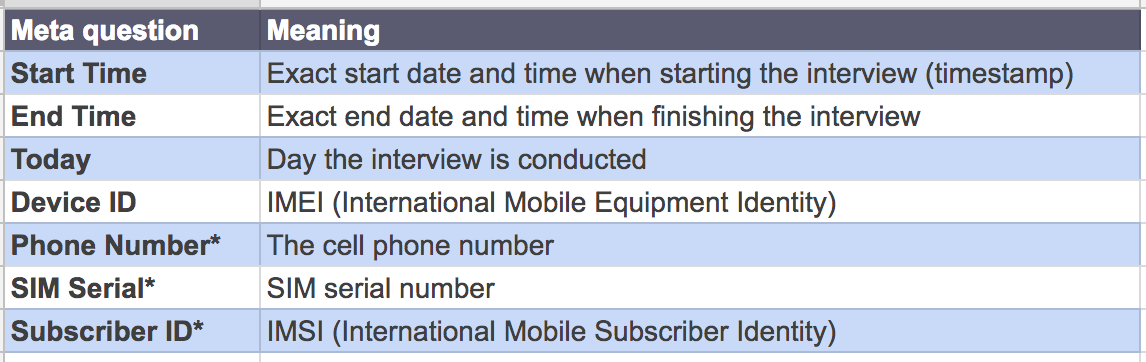 Meta question Meaning
Start Time Exact start date and time when starting the interview (timestamp)
End Time Exact end date and time when finishing the interview
Today Day the interview is conducted
Device ID IMEI (International Mobile Equipment Identity)
Phone Number* The cell phone number
SIM Serial* SIM serial number
Subscriber ID* IMSI (International Mobile Subscriber Identity)